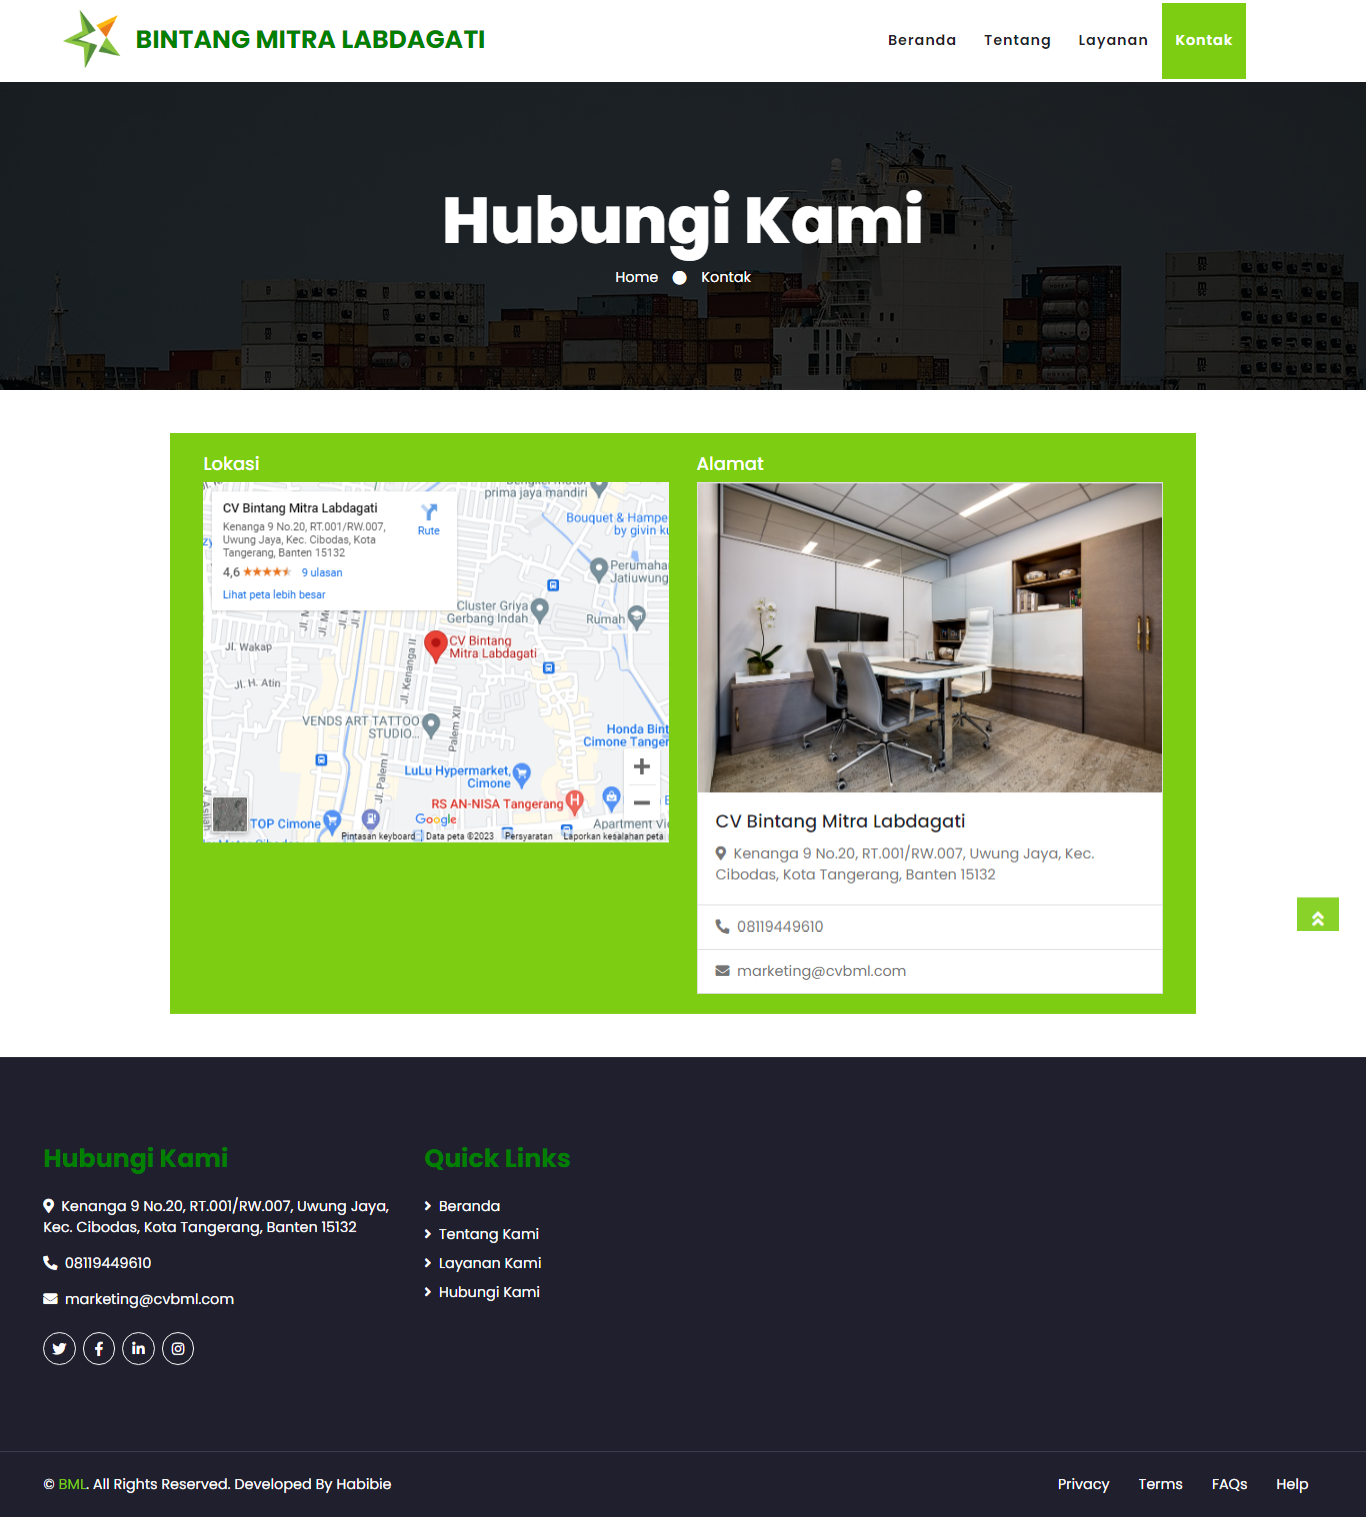 BINTANG MITRA LABDAGATI
Beranda
Tentang
Layanan
Kontak
Hubungi Kami
Home
Kontak
Lokasi
CV Bintang Mitra Labdagati
Kenanga 9 No.20, RT.001/RW.007,
Uwung Jaya, Kec. Cibodas, Kota
Tangerang, Banten 15132
4,6
9 ulasan
Lihat peta lebih besar
Rute
prima jaya mandiri
Bouquet & Hampe
by givin ku
Perumahan
Jatiuwung
Cluster Griya
Gerbang Indah
Rumah
Jl. Wakap
CV Bintang
Mitra Labdagati
Jl. Kenanga II
Jl. H. Atin
VENDS ART TATTOO
STUDIO...
Palem XII
Honda Bint
Cimone Tanger
Jl. Palem I
LuLu Hypermarket,
Cimone
RS AN-NISA Tangerang
TOP Cimone
Google
Apartment Vi
Pintasan keyboard
Data peta ©2023
Persyaratan
Laporkan kesalahan peta
Alamat
CV Bintang Mitra Labdagati
Kenanga 9 No.20, RT.001/RW.007, Uwung Jaya, Kec.
Cibodas, Kota Tangerang, Banten 15132
08119449610
marketing@cvbml.com
Hubungi Kami
Kenanga 9 No.20, RT.001/RW.007, Uwung Jaya,
Kec. Cibodas, Kota Tangerang, Banten 15132
08119449610
marketing@cvbml.com
Quick Links
Beranda
Tentang Kami
Layanan Kami
Hubungi Kami
© BML. All Rights Reserved. Developed By Habibie
Privacy
Terms
FAQs
Help